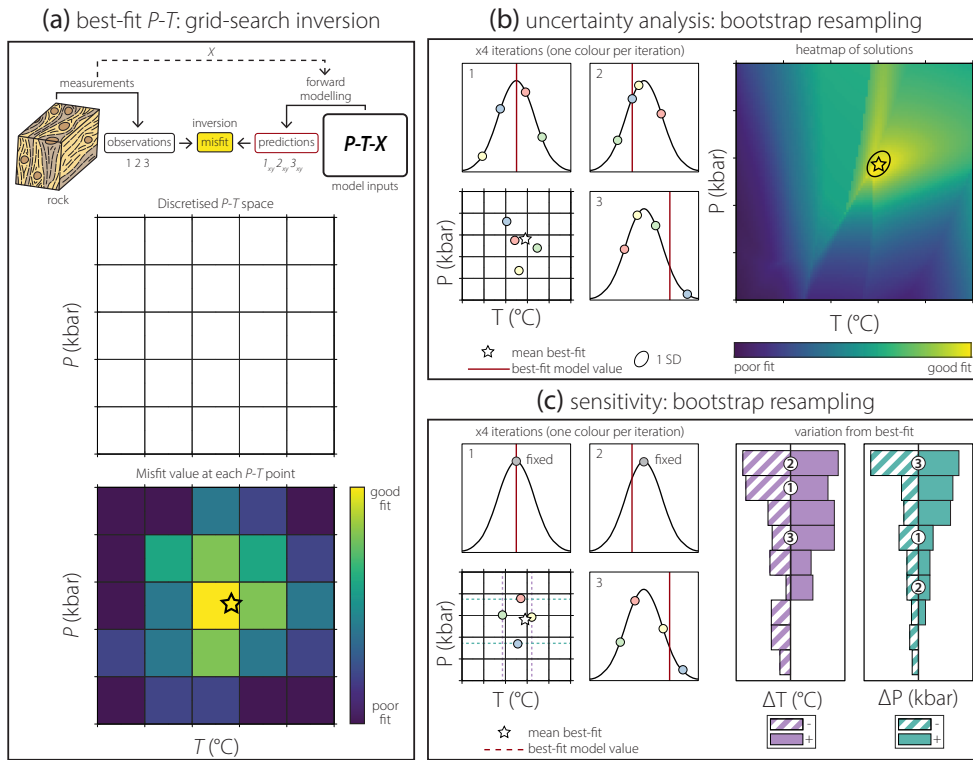 (a) best-fit P-T: grid-search inversion
X
measurements
forward
modelling
inversion
observations
misfit
predictions
P-T-X
1 2 3
1xy 2xy 3xy
model inputs
rock
Discretised P-T space
P (kbar)
Misfit value at each P-T point
good
fit
P (kbar)
poor
fit
T (°C)
(b) uncertainty analysis: bootstrap resampling
x4 iterations (one colour per iteration)
heatmap of solutions
1
2
3
P (kbar)
T (°C)
P (kbar)
T (°C)
mean best-fit
1 SD
best-fit model value
poor fit
good fit
(c) sensitivity: bootstrap resampling
x4 iterations (one colour per iteration)
variation from best-fit
1
fixed
2
fixed
3
P (kbar)
T (°C)
2
1
3
3
1
2
ΔT (°C)
ΔP (kbar)
-
+
-
+
mean best-fit
best-fit model value